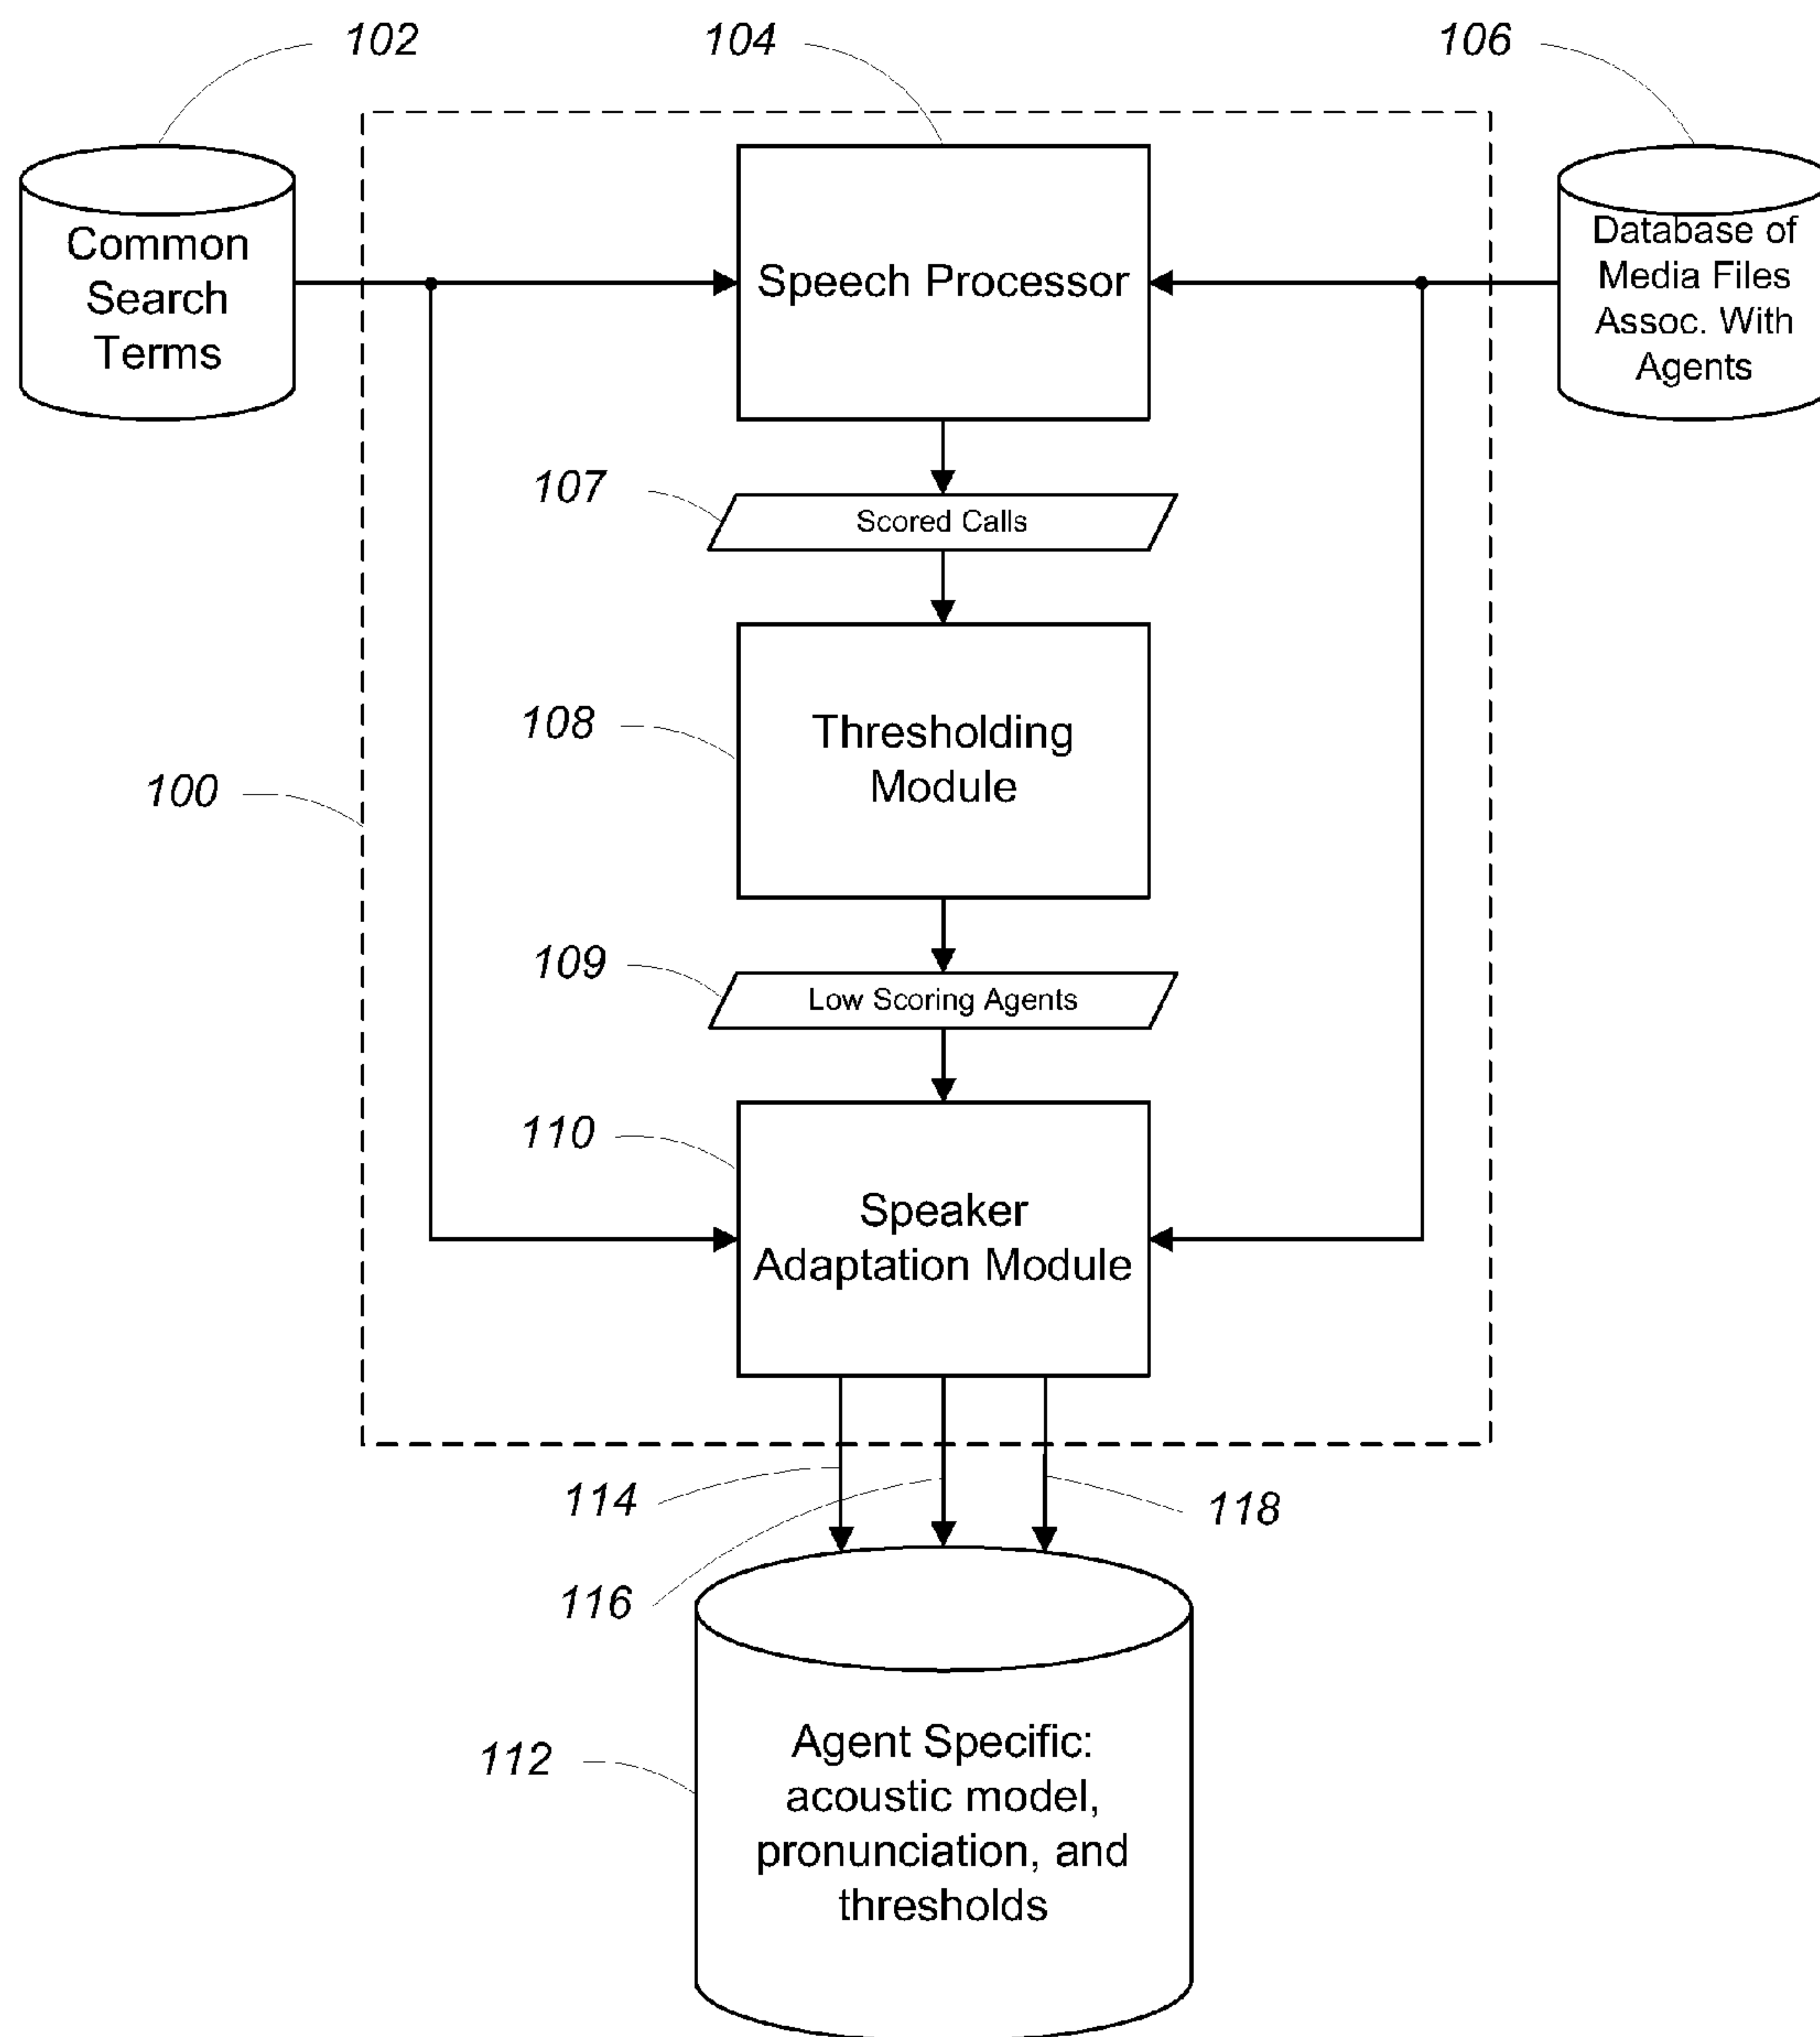 102
104
106
Common
Search
Terms
Speech Processor
Database of
Media Files
Assoc. With
Agents
107
Scored Calls
108
Thresholding
Module
100
109
Low Scoring Agents
110
Speaker
Adaptation Module
114
118
116
112
Agent Specific:
acoustic model,
pronunciation, and
thresholds